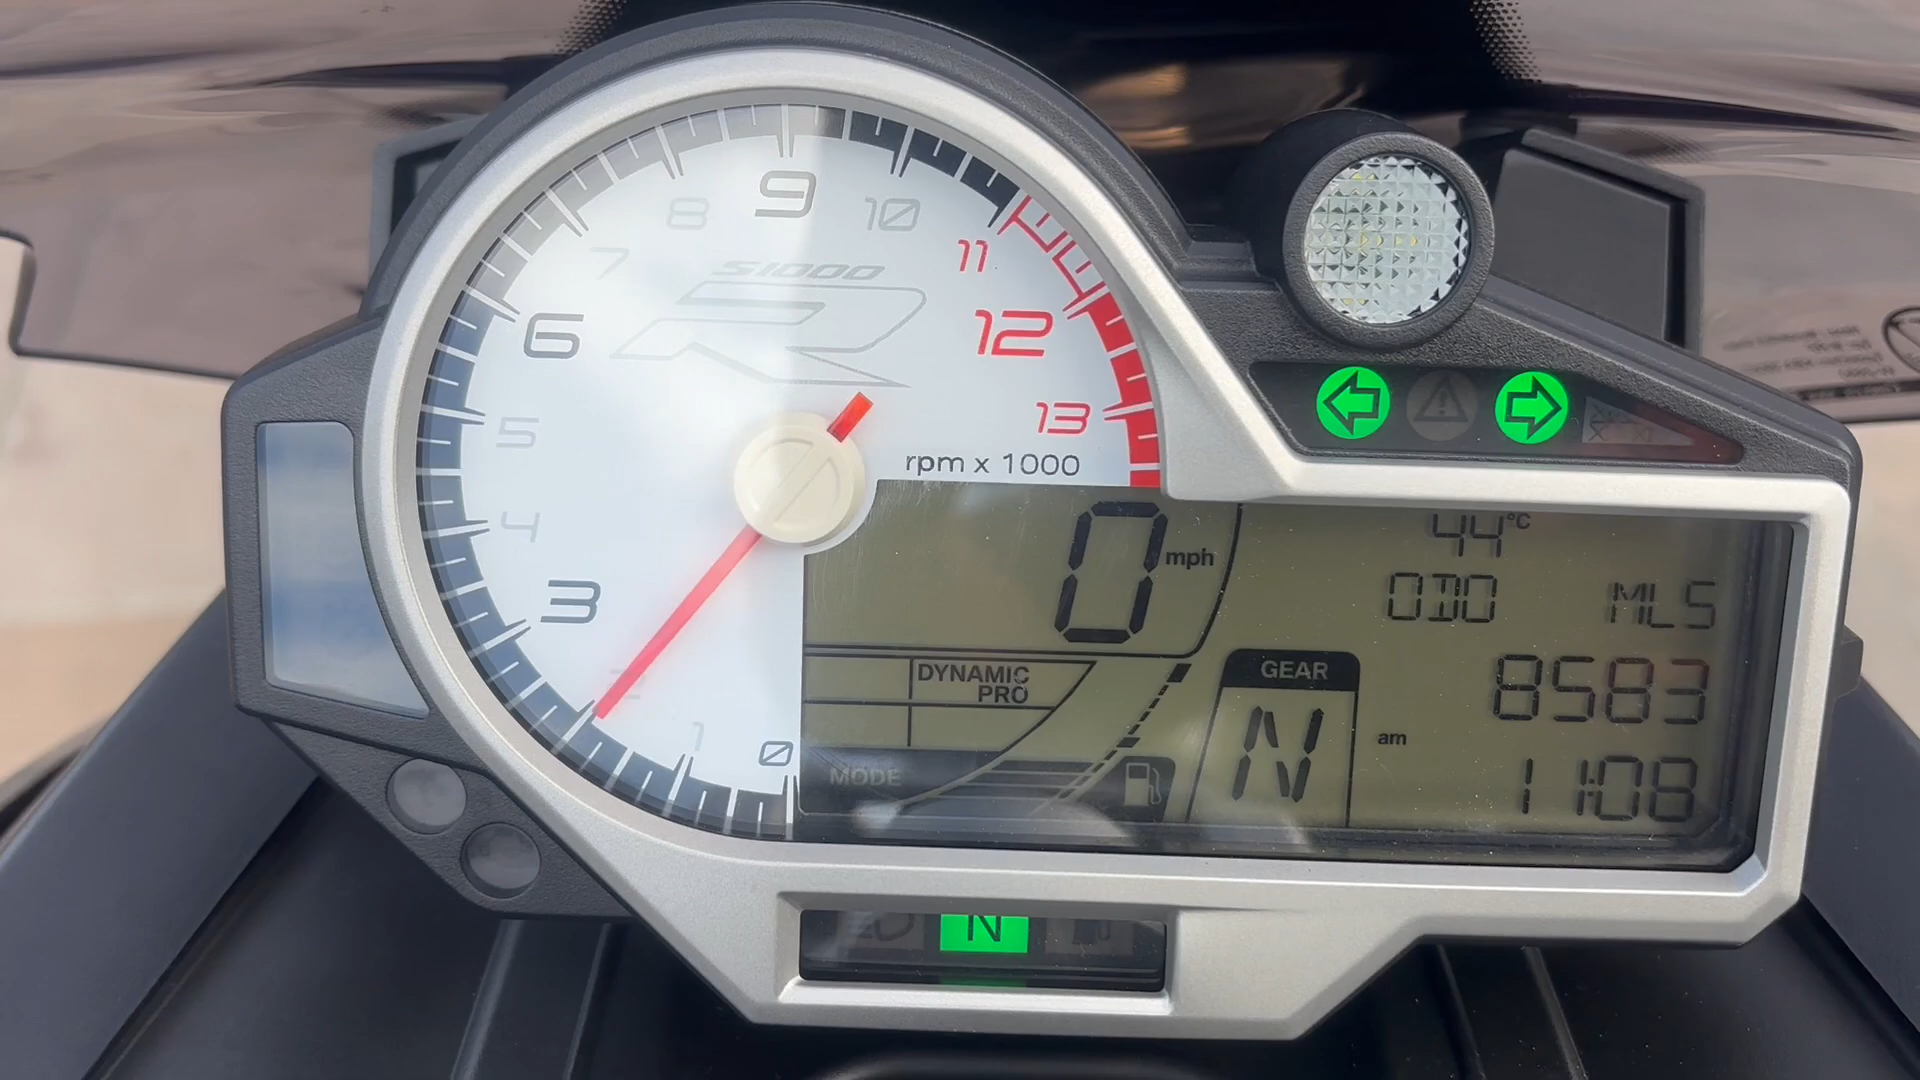 9
8
10
7
11
S1000
R
6
12
5
13
rpm x 1000
4
3
1
0
0 mph
44°C
ODO MLS
8583
am 11:08
DYNAMIC
PRO
MODE
GEAR
N
N